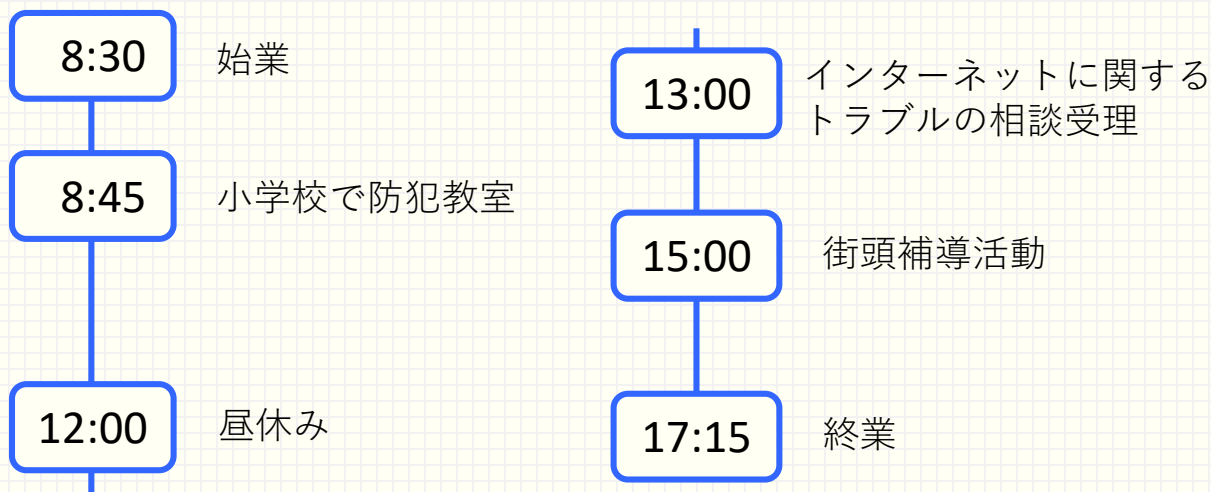 8:30 始業
8:45 小学校で防犯教室
12:00 昼休み
13:00 インターネットに関する
トラブルの相談受理
15:00 街頭補導活動
17:15 終業